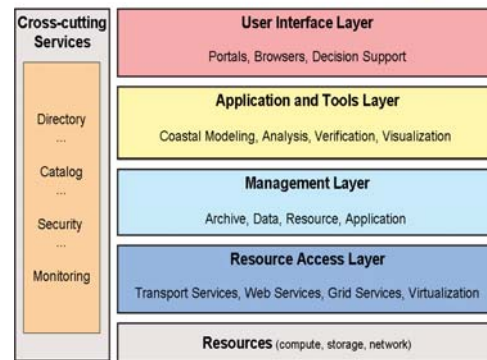 Cross-cutting
Services
Directory
...
Catalog
...
Security
...
Monitoring
User Interface Layer
Portals, Browsers, Decision Support
Application and Tools Layer
Coastal Modeling, Analysis, Verification, Visualization
Management Layer
Archive, Data, Resource, Application
Resource Access Layer
Transport Services, Web Services, Grid Services, Virtualization
Resources (compute, storage, network)